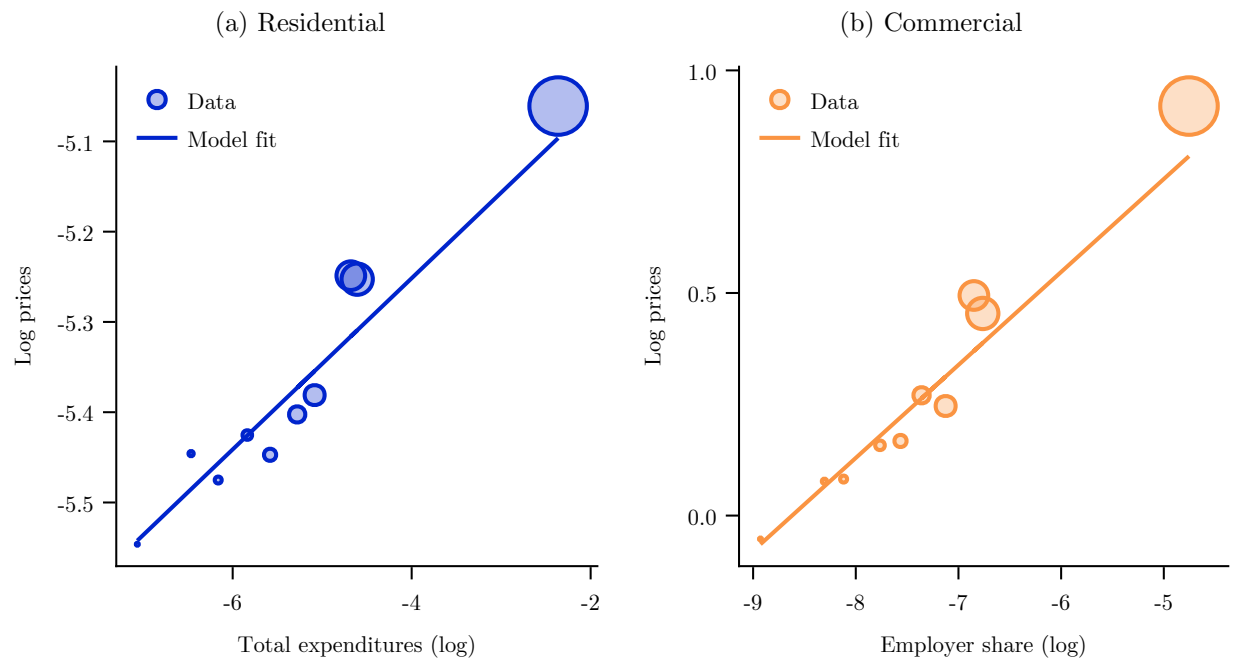 (a) Residential
Data
Model fit
-5.1
-5.2
-5.3
-5.4
-5.5
Log prices
-6
-4
-2
Total expenditures (log)
(b) Commercial
Data
Model fit
1.0
0.5
0.0
Log prices
-9
-8
-7
-6
-5
Employer share (log)